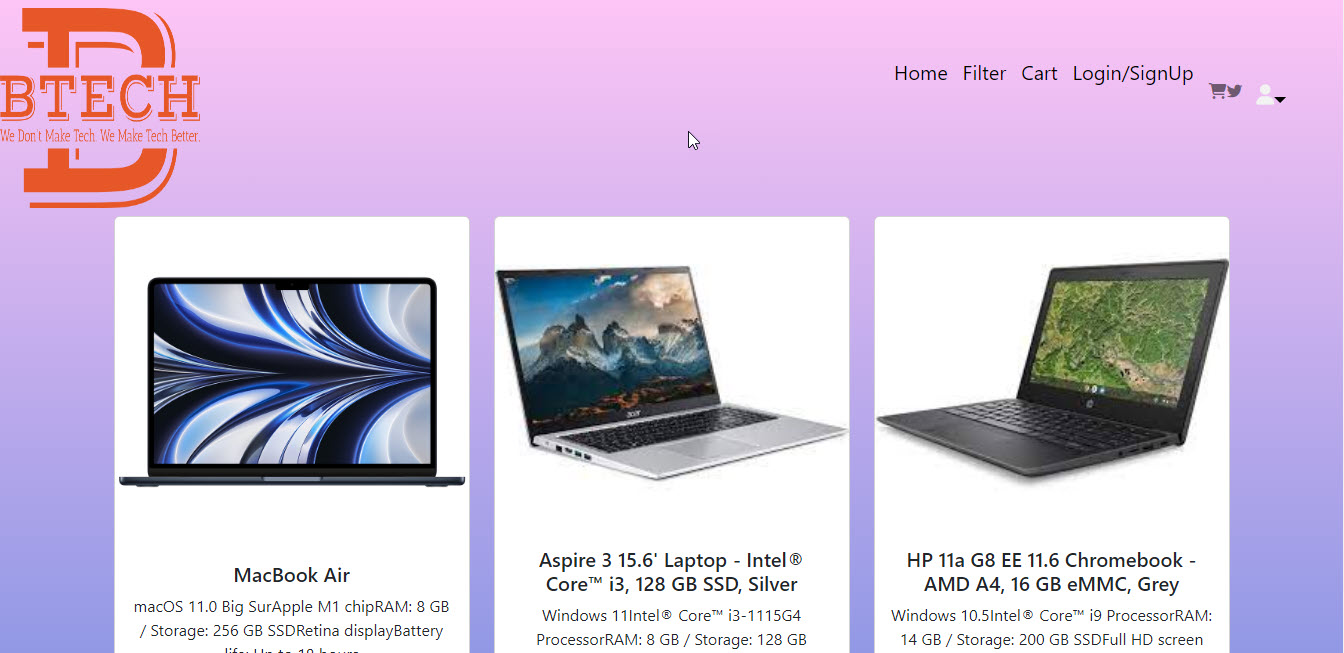 BTECH
We Don't Make Tech. We Make Tech Better.
Home Filter Cart Login/SignUp
acer
MacBook Air
macOS 11.0 Big SurApple M1 chipRAM: 8 GB
/ Storage: 256 GB SSDRetina displayBattery
life: Up to 18 hours
Aspire 3 15.6' Laptop - Intel®
Core™ i3, 128 GB SSD, Silver
Windows 11Intel® Core™ i3-1115G4
ProcessorRAM: 8 GB / Storage: 128 GB
HP 11a G8 EE 11.6 Chromebook -
AMD A4, 16 GB eMMC, Grey
Windows 10.5Intel® Core™ i9 ProcessorRAM:
14 GB / Storage: 200 GB SSDFull HD screen